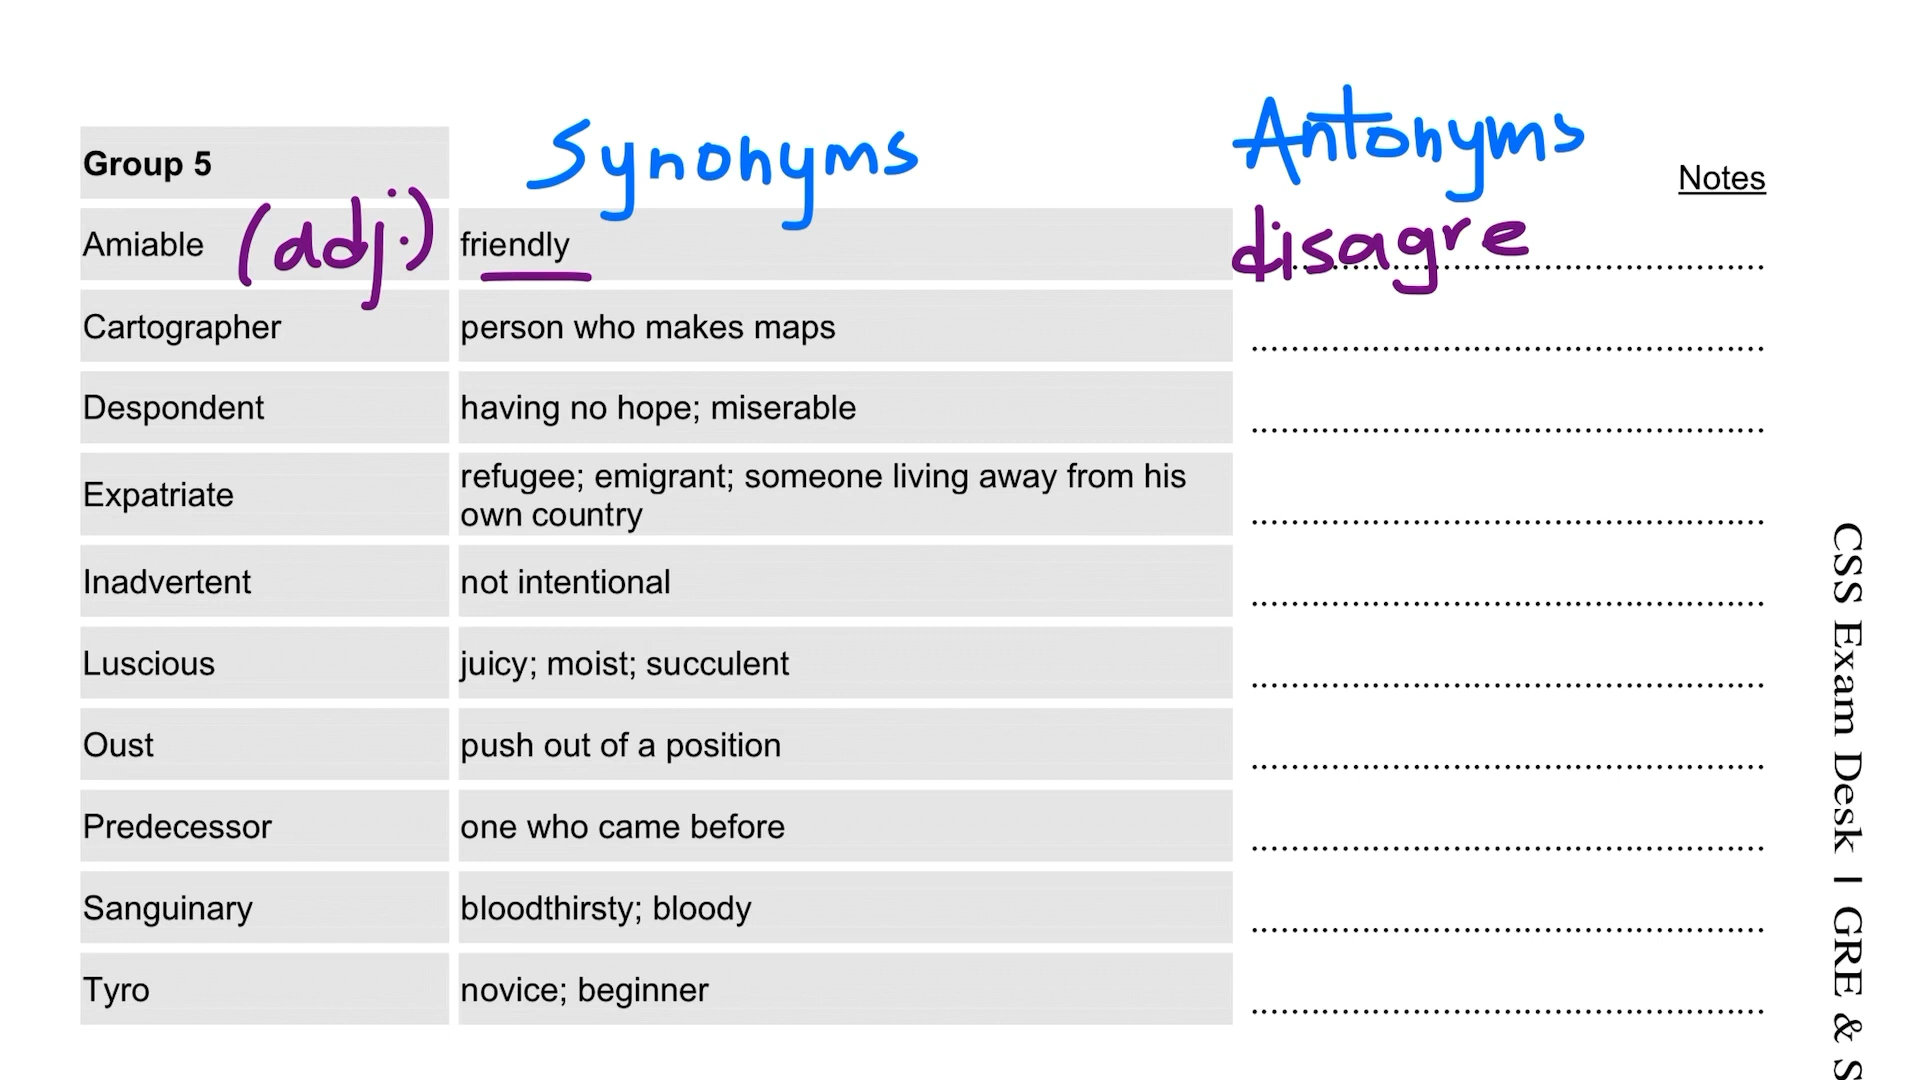 Synonyms
Antonyms
Group 5
Notes
Amiable (adj.) friendly disagre
Cartographer person who makes maps
Despondent having no hope; miserable
Expatriate refugee; emigrant; someone living away from his
own country
Inadvertent not intentional
Luscious juicy; moist; succulent
Oust push out of a position
Predecessor one who came before
Sanguinary bloodthirsty; bloody
Tyro novice; beginner
CSS Exam Desk I GRE & S